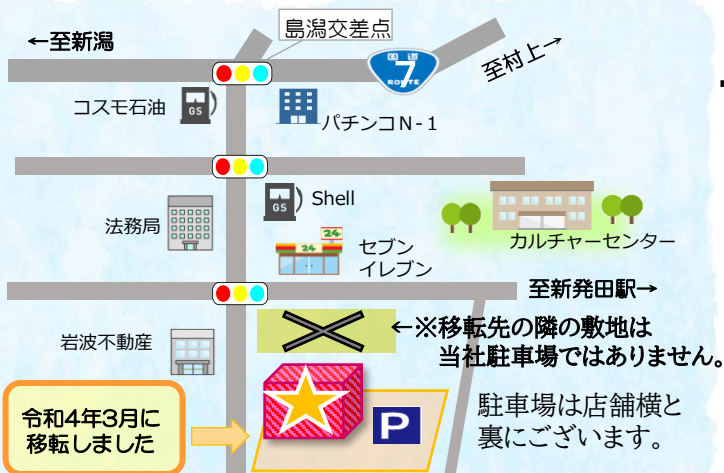 島潟交差点
←至新潟
国道
7
ROUTE
至村上→
コスモ石油
GS
パチンコN-1
GS
Shell
法務局
24
24
セブン
イレブン
カルチャーセンター
至新発田駅→
岩波不動産
←※移転先の隣の敷地は
当社駐車場ではありません。
令和4年3月に
移転しました
P
駐車場は店舗横と
裏にございます。